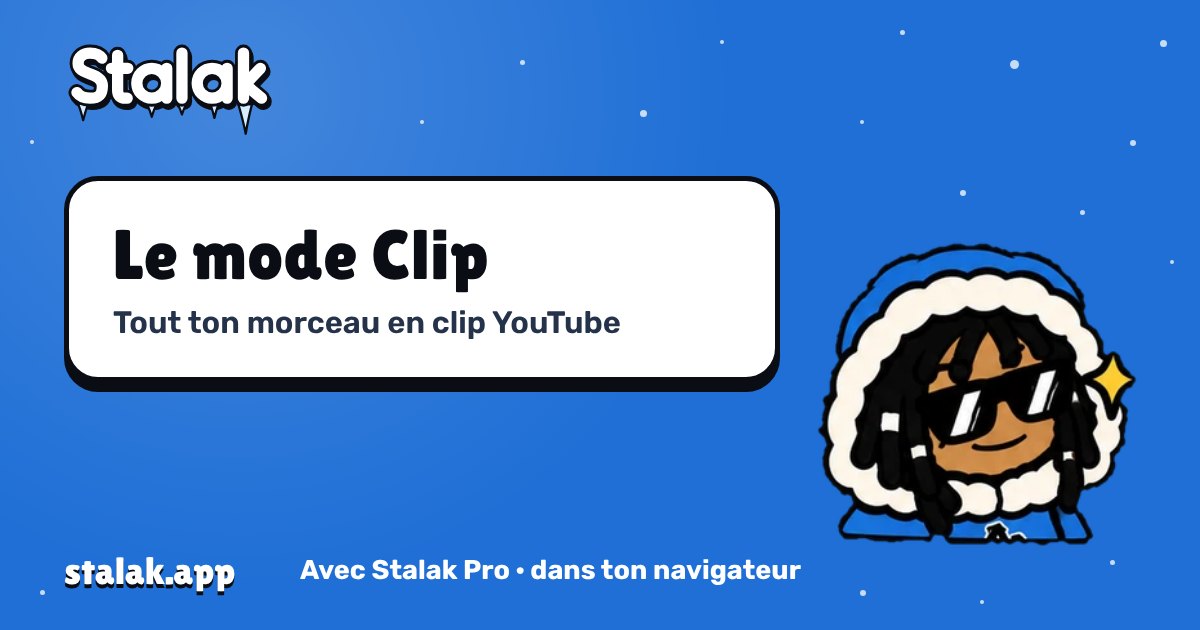 Stalak
Le mode Clip
Tout ton morceau en clip YouTube
stalak.app
Avec Stalak Pro • dans ton navigateur